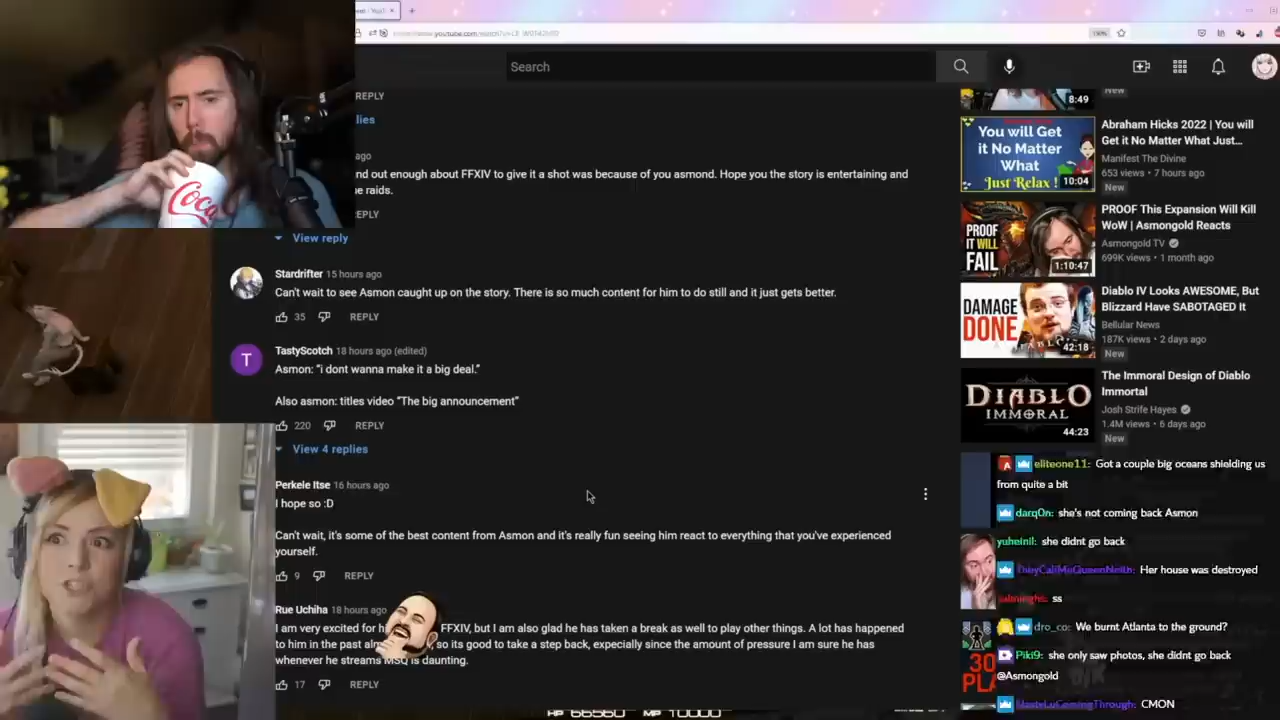 Search
REPLY
lies
ago
nd out enough about FFXIV to give it a shot was because of you asmond. Hope you the story is entertaining and
e raids.
PLY
View reply
Stardrifter 15 hours ago
Can't wait to see Asmon caught up on the story. There is so much content for him to do still and it just gets better.
35 REPLY
T
TastyScotch 18 hours ago (edited)
Asmon: "i dont wanna make it a big deal."
Also asmon: titles video "The big announcement"
220 REPLY
View 4 replies
Perkele Itse 16 hours ago
I hope so :D
Can't wait, it's some of the best content from Asmon and it's really fun seeing him react to everything that you've experienced
yourself.
9 REPLY
Rue Uchiha 18 hours ago
I am very excited for h FFXIV, but I am also glad he has taken a break as well to play other things. A lot has happened
to him in the past al , so its good to take a step back, expecially since the amount of pressure I am sure he has
whenever he streams MSQ is daunting.
17 REPLY
HP 66560 MP 10000
Coca
8:49
New
You will Get
it No Matter
What
Just Relax !
10:04
Abraham Hicks 2022 | You will
Get it No Matter What Just...
Manifest The Divine
653 views • 7 hours ago
New
PROOF
IT WILL
FAIL
1:10:47
PROOF This Expansion Will Kill
WoW | Asmongold Reacts
Asmongold TV
699K views • 1 month ago
DAMAGE
DONE
42:18
Diablo IV Looks AWESOME, But
Blizzard Have SABOTAGED It
Bellular News
187K views • 2 days ago
New
DIABLO
IMMORAL
44:23
The Immoral Design of Diablo
Immortal
Josh Strife Hayes
1.4M views • 6 days ago
New
eliteone11: Got a couple big oceans shielding us
from quite a bit
darq0n: she's not coming back Asmon
yuheinil: she didnt go back
TheyCallMeQueenNeith: Her house was destroyed
ss
dro_co: We burnt Atlanta to the ground?
Piki9: she only saw photos, she didnt go back
@Asmongold
30
PL
CMON